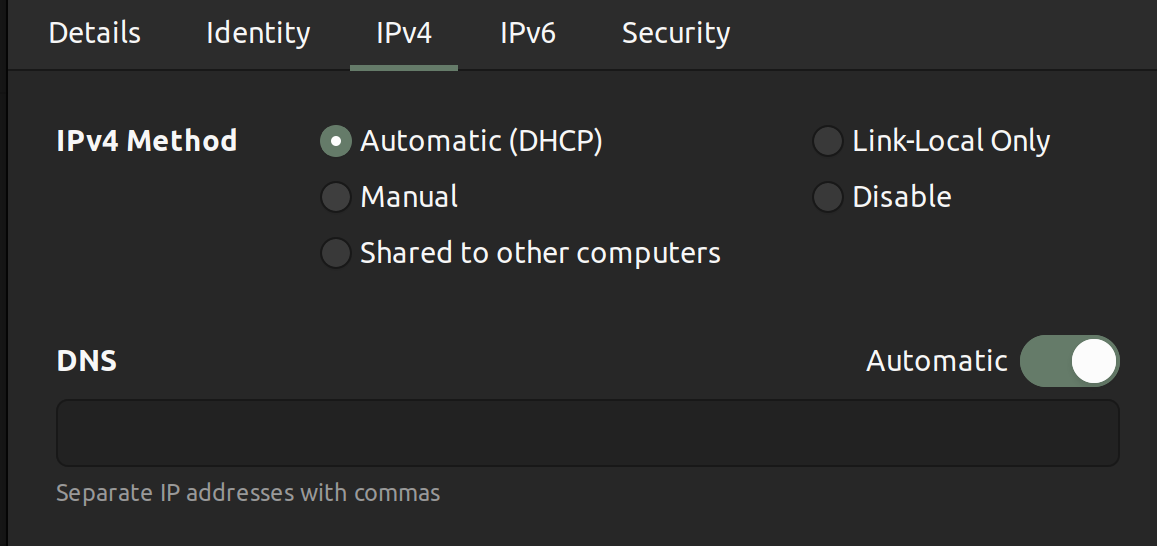 Details Identity IPv4 IPv6 Security
IPv4 Method Automatic (DHCP) Link-Local Only
Manual Disable
Shared to other computers
DNS Automatic
Separate IP addresses with commas